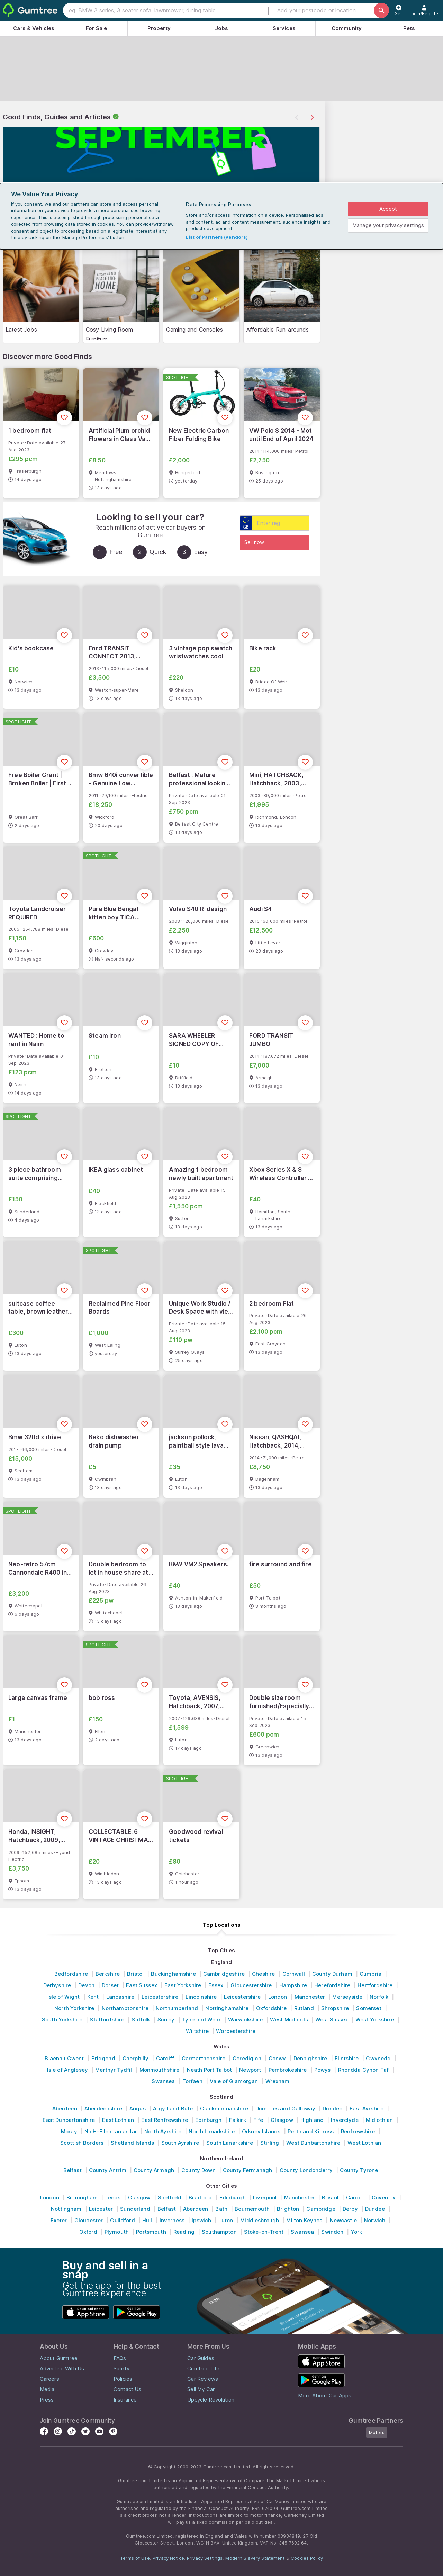 Gumtree
eg. BMW 3 series, 3 seater sofa, lawnmower, dining table
Add your postcode or location
Sell
Login/Register
Cars & Vehicles
For Sale
Property
Jobs
Services
Community
Pets
Good Finds, Guides and Articles
SEPTEMBER
We Value Your Privacy
If you consent, we and our partners can store and access personal information on your device to provide a more personalised browsing experience. This is accomplished through processing personal data collected from browsing data stored in cookies. You can provide/withdraw consent and object to processing based on a legitimate interest at any time by clicking on the 'Manage Preferences' button.
Data Processing Purposes:
Store and/or access information on a device, Personalised ads and content, ad and content measurement, audience insights and product development.
List of Partners (vendors)
Accept
Manage your privacy settings
Latest Jobs
Cosy Living Room
Furniture
Gaming and Consoles
Affordable Run-arounds
Discover more Good Finds
1 bedroom flat
Private-Date available 27 Aug 2023
£295 pcm
Fraserburgh
14 days ago
Artificial Plum orchid Flowers in Glass Va...
£8.50
Meadows, Nottinghamshire
13 days ago
SPOTLIGHT
New Electric Carbon Fiber Folding Bike
£2,000
Hungerford
yesterday
VW Polo S 2014 - Mot until End of April 2024
2014-114,000 miles-Petrol
£2,750
Brockington
25 days ago
Looking to sell your car?
Reach millions of active car buyers on Gumtree
1 Free
2 Quick
3 Easy
GB
Enter reg
Sell now
Kid's bookcase
£10
Norwich
13 days ago
Ford TRANSIT CONNECT 2013,...
2013-115,000 miles-Diesel
£3,500
Weston-super-Mare
13 days ago
3 vintage pop swatch wristwatches cool
£220
Sheldon
13 days ago
Bike rack
£20
Bridge Of Weir
13 days ago
SPOTLIGHT
Free Boiler Grant | Broken Boiler | First...
Great Barr
2 days ago
Bmw 640i convertible - Genuine Low...
2011-29,100 miles-Electric
£18,250
Wickford
20 days ago
Belfast : Mature professional lookin...
Private-Date available 01 Sep 2023
£750 pcm
Belfast City Centre
13 days ago
Mini, HATCHBACK, Hatchback, 2003,...
2003-69,000 miles-Petrol
£1,995
Richmond, London
13 days ago
Toyota Landcruiser REQUIRED
2005-254,788 miles-Diesel
£1,150
Croydon
13 days ago
SPOTLIGHT
Pure Blue Bengal kitten boy TICA...
£600
Crawley
NaN seconds ago
Volvo S40 R-design
2008-126,000 miles-Diesel
£2,250
Wigginton
13 days ago
Audi S4
2010-60,000 miles-Petrol
£12,500
Little Lever
23 days ago
WANTED : Home to rent in Nairn
Private-Date available 01 Sep 2023
£123 pcm
Nairn
14 days ago
Steam Iron
£10
Bratton
13 days ago
SARA WHEELER SIGNED COPY OF...
£10
Driffield
13 days ago
FORD TRANSIT JUMBO
2014-187,672 miles-Diesel
£7,000
Armagh
13 days ago
SPOTLIGHT
3 piece bathroom suite comprising...
£150
Sunderland
4 days ago
IKEA glass cabinet
£40
Blackfield
13 days ago
Amazing 1 bedroom newly built apartment
Private-Date available 15 Aug 2023
£1,550 pcm
Sutton
13 days ago
Xbox Series X & S Wireless Controller ...
£40
Hamilton, South Lanarkshire
13 days ago
suitcase coffee table, brown leather...
£300
Luton
13 days ago
SPOTLIGHT
Reclaimed Pine Floor Boards
£1,000
West Ealing
yesterday
Unique Work Studio / Desk Space with vie...
Private-Date available 15 Aug 2023
£110 pw
Surrey Quays
25 days ago
2 bedroom Flat
Private-Date available 26 Aug 2023
£2,100 pcm
East Croydon
13 days ago
Bmw 320d x drive
2017-46,000 miles-Diesel
£15,000
Seaham
13 days ago
Beko dishwasher drain pump
£5
Cwmbran
13 days ago
jackson pollock, paintball style lava...
£35
Luton
13 days ago
Nissan, QASHQAI, Hatchback, 2014,...
2014-71,000 miles-Petrol
£8,750
Dagenham
13 days ago
SPOTLIGHT
Neo-retro 57cm Cannondale R400 in...
£3,200
Whitechapel
6 days ago
Double bedroom to let in house share at...
Private-Date available 26 Aug 2023
£225 pw
Whitechapel
13 days ago
B&W VM2 Speakers.
£40
Ashton-in-Makerfield
13 days ago
fire surround and fire
£50
Port Talbot
8 months ago
Large canvas frame
£1
Manchester
13 days ago
SPOTLIGHT
bob ross
£150
Elton
2 days ago
Toyota, AVENSIS, Hatchback, 2007,...
2007-126,638 miles-Diesel
£1,599
Luton
17 days ago
Double size room furnished/Especially...
Private-Date available 15 Sep 2023
£600 pcm
Greenwich
13 days ago
Honda, INSIGHT, Hatchback, 2009,...
2009-152,885 miles-Hybrid Electric
£3,750
Epsom
13 days ago
COLLECTABLE: 6 VINTAGE CHRISTMA...
£20
Wimbledon
13 days ago
SPOTLIGHT
Goodwood revival tickets
£80
Chichester
1 hour ago
Top Locations
Top Cities
England
Bedfordshire | Berkshire | Bristol | Buckinghamshire | Cambridgeshire | Cheshire | Cornwall | County Durham | Cumbria
Derbyshire | Devon | Dorset | East Sussex | East Yorkshire | Essex | Gloucestershire | Hampshire | Herefordshire | Hertfordshire
Isle of Wight | Kent | Lancashire | Leicestershire | Lincolnshire | Leicestershire | London | Manchester | Merseyside | Norfolk
North Yorkshire | Northamptonshire | Northumberland | Nottinghamshire | Oxfordshire | Rutland | Shropshire | Somerset
South Yorkshire | Staffordshire | Suffolk | Surrey | Tyne and Wear | Warwickshire | West Midlands | West Sussex | West Yorkshire
Wiltshire | Worcestershire
Wales
Blaenau Gwent | Bridgend | Caerphilly | Cardiff | Carmarthenshire | Ceredigion | Conwy | Denbighshire | Flintshire | Gwynedd
Isle of Anglesey | Merthyr Tydfil | Monmouthshire | Neath Port Talbot | Newport | Pembrokeshire | Powys | Rhondda Cynon Taf
Swansea | Torfaen | Vale of Glamorgan | Wrexham
Scotland
Aberdeen | Aberdeenshire | Angus | Argyll and Bute | Clackmannanshire | Dumfries and Galloway | Dundee | East Ayrshire
East Dunbartonshire | East Lothian | East Renfrewshire | Edinburgh | Falkirk | Fife | Glasgow | Highland | Inverclyde | Midlothian
Moray | Na H-Eileanan an Iar | North Ayrshire | North Lanarkshire | Orkney Islands | Perth and Kinross | Renfrewshire
Scottish Borders | Shetland Islands | South Ayrshire | South Lanarkshire | Stirling | West Dunbartonshire | West Lothian
Northern Ireland
Belfast | County Antrim | County Armagh | County Down | County Fermanagh | County Londonderry | County Tyrone
Other Cities
London | Birmingham | Leeds | Glasgow | Sheffield | Bradford | Edinburgh | Liverpool | Manchester | Bristol | Cardiff | Coventry
Nottingham | Leicester | Sunderland | Belfast | Aberdeen | Bath | Bournemouth | Brighton | Cambridge | Derby | Dundee
Exeter | Gloucester | Guildford | Hull | Inverness | Ipswich | Luton | Middlesbrough | Milton Keynes | Newcastle | Norwich
Oxford | Plymouth | Portsmouth | Reading | Southampton | Stoke-on-Trent | Swansea | Swindon | York
Buy and sell in a snap
Get the app for the best Gumtree experience
Download on the App Store
GET IT ON Google Play
About Us
About Gumtree
Advertise With Us
Careers
Media
Press
Help & Contact
FAQs
Safety
Policies
Contact Us
Insurance
More From Us
Car Guides
Gumtree Life
Car Reviews
Sell My Car
Upcycle Revolution
Mobile Apps
Download on the App Store
GET IT ON Google Play
More About Our Apps
Join Gumtree Community
Gumtree Partners
Motors
© Copyright 2000-2023 Gumtree.com Limited. All rights reserved.
Gumtree.com Limited is an Appointed Representative of Compare The Market Limited who is authorised and regulated by the Financial Conduct Authority.
Gumtree.com Limited is an Introducer Appointed Representative of CarMoney Limited who are authorised and regulated by the Financial Conduct Authority, FRN 674094. Gumtree.com Limited is a credit broker, not a lender. Introductions are limited to motor finance. CarMoney Limited will pay us a fixed commission per paid out deal.
Gumtree.com Limited, registered in England and Wales with number 03934849, 27 Old Gloucester Street, London, WC1N 3AX, United Kingdom. VAT No. 345 7692 64.
Terms of Use, Privacy Notice, Privacy Settings, Modern Slavery Statement & Cookies Policy